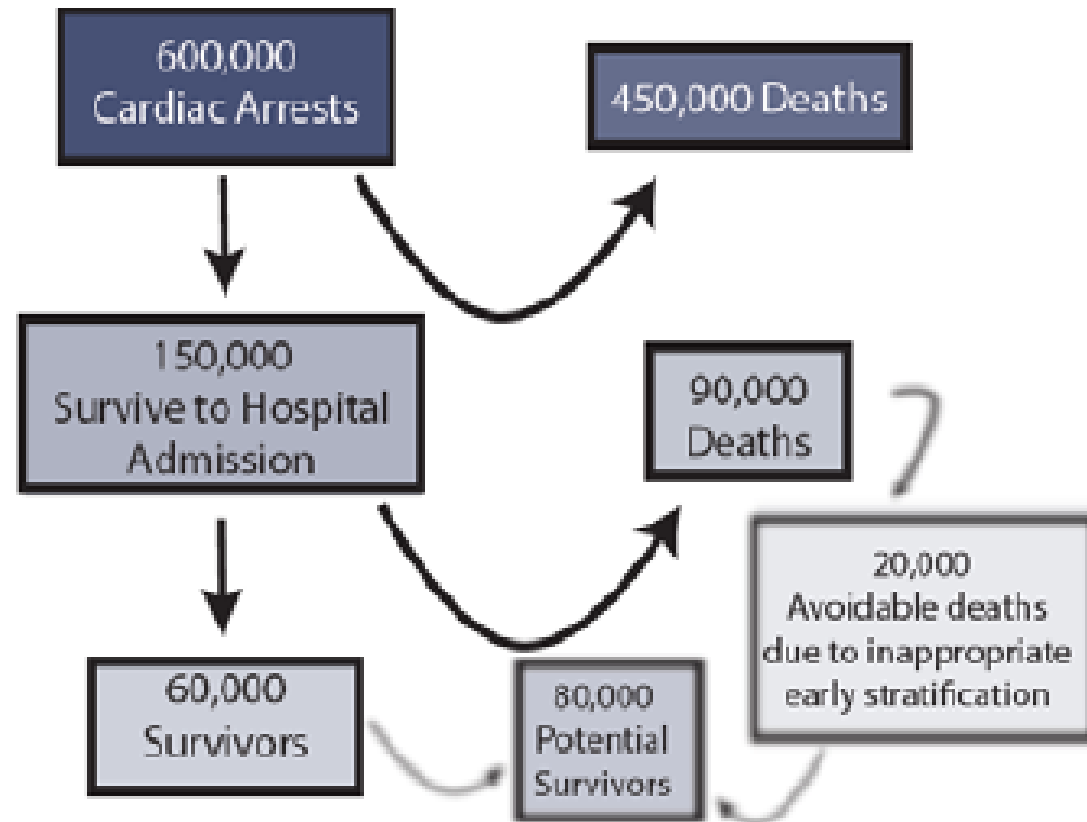 600,000
Cardiac Arrests
450,000 Deaths
150,000
Survive to Hospital
Admission
90,000
Deaths
20,000
Avoidable deaths
due to inappropriate
early stratification
60,000
Survivors
80,000
Potential
Survivors